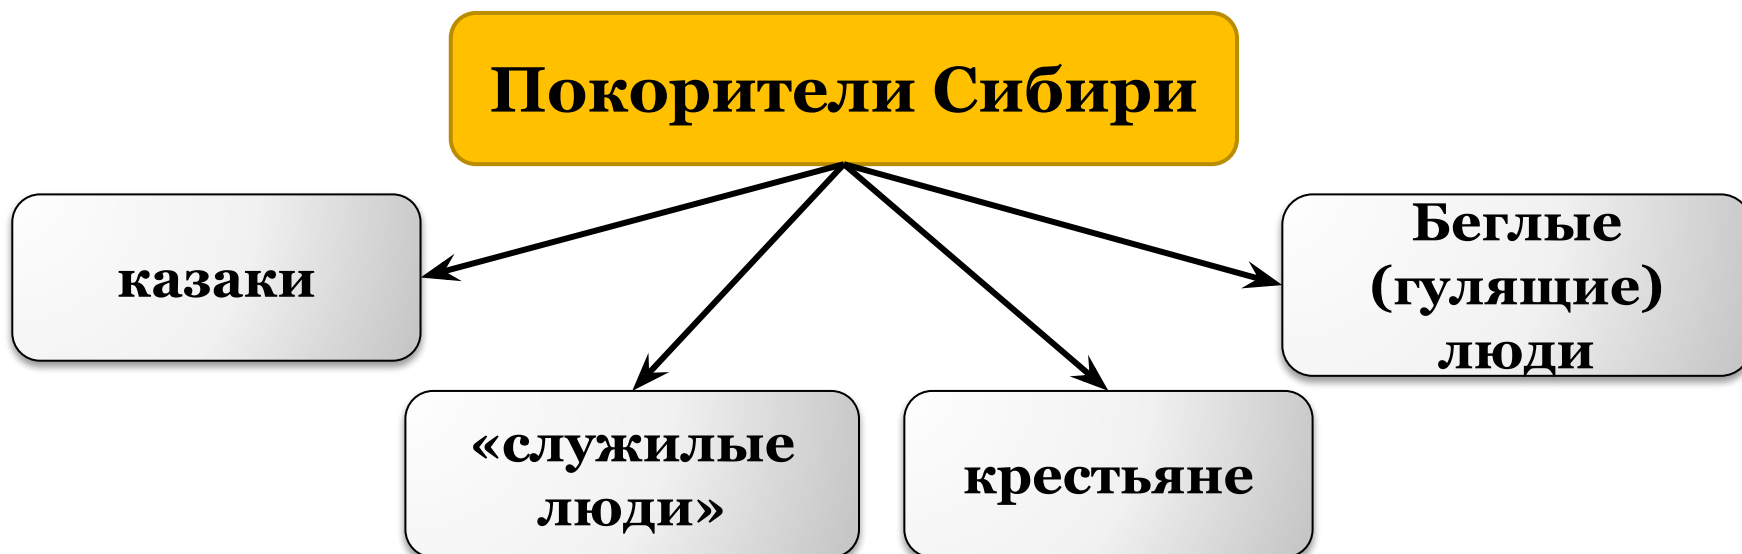 Покорители Сибири
казаки
«служилые
люди»
крестьяне
Беглые
(гулящие)
люди